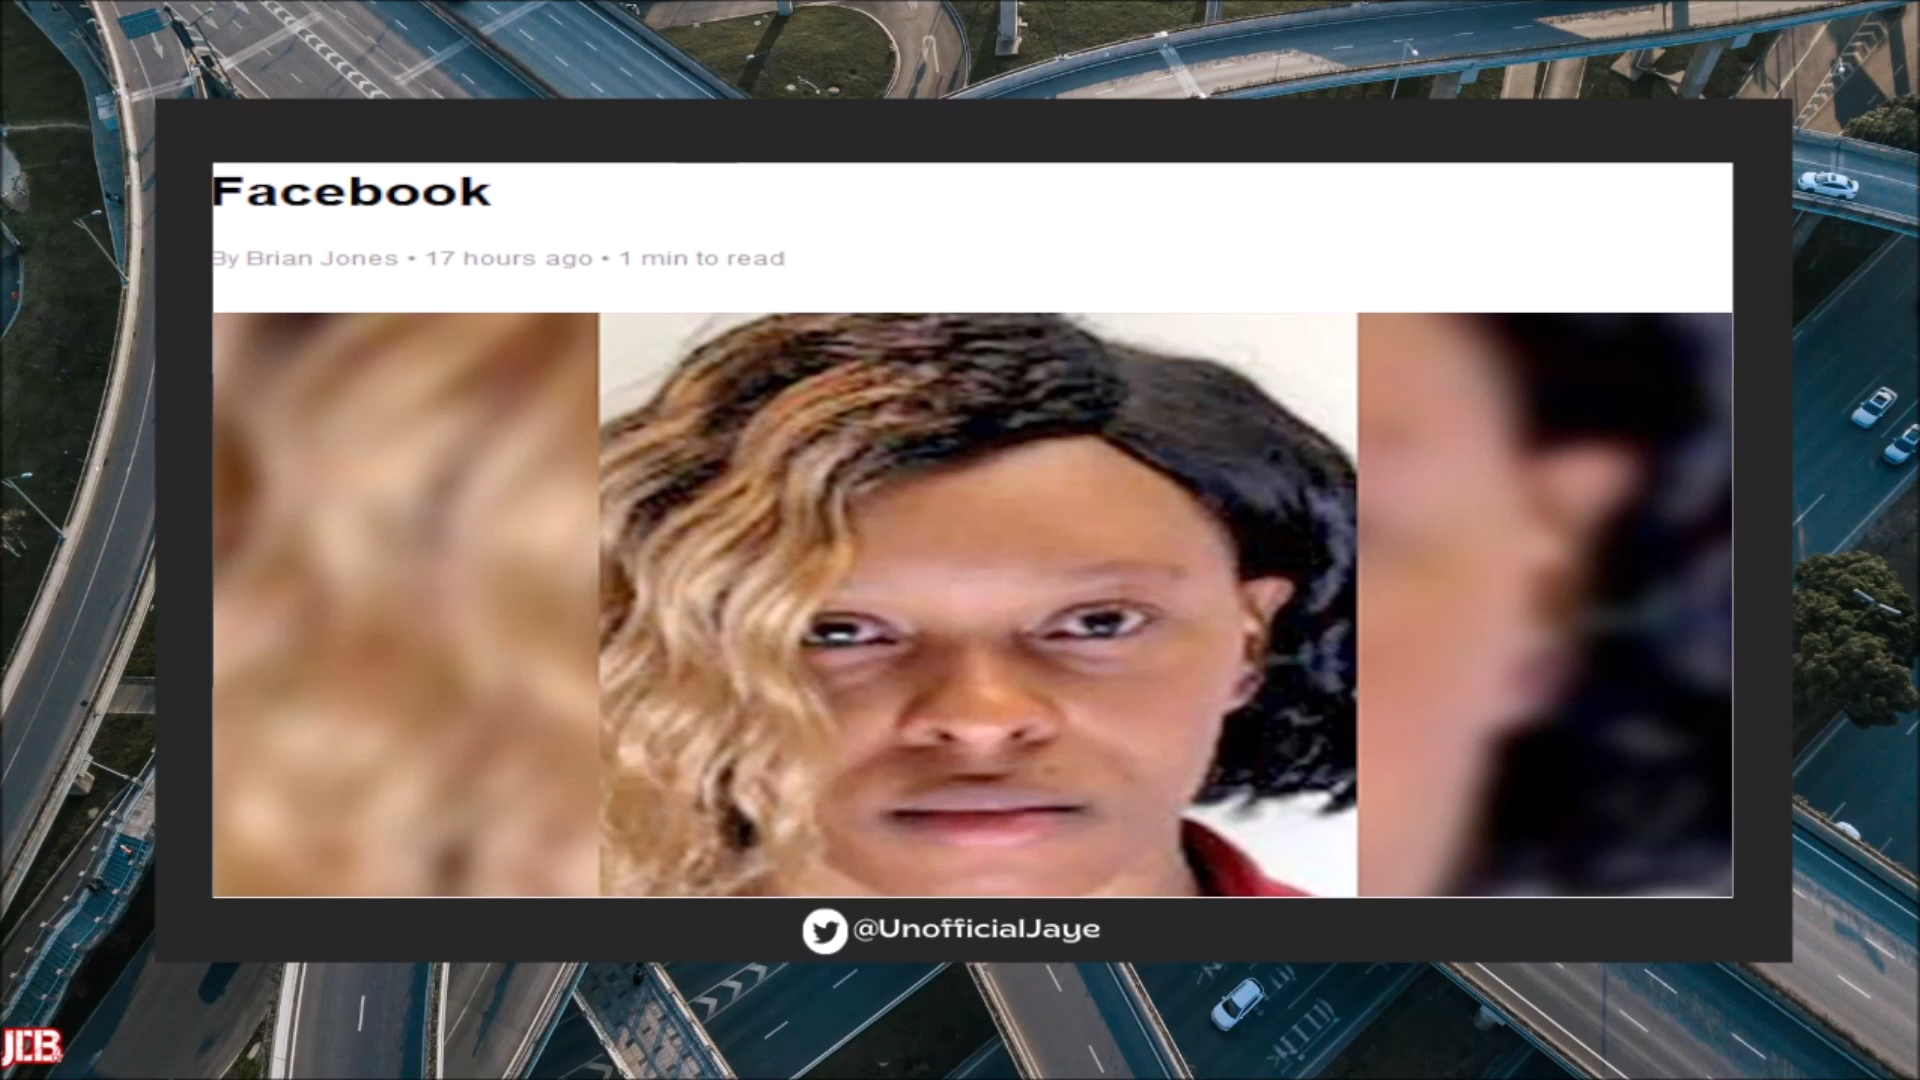 Facebook
By Brian Jones • 17 hours ago • 1 min to read
@UnofficialJaye
JEB